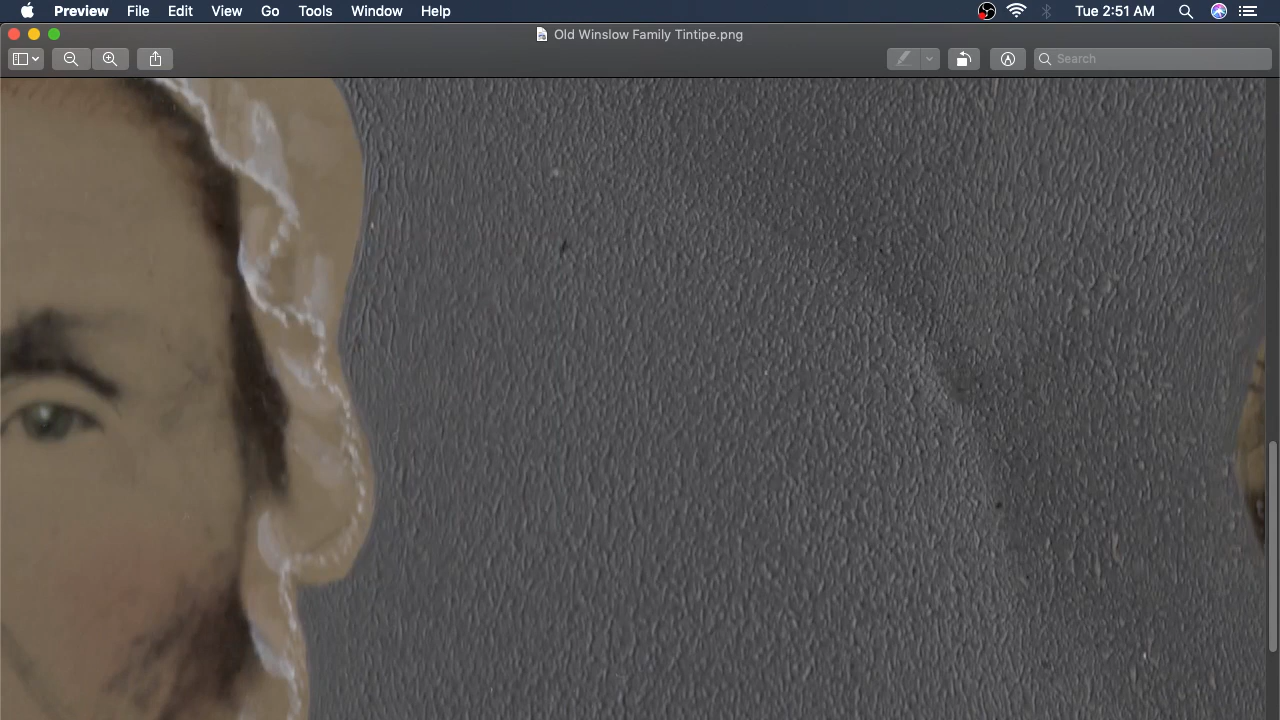 Preview File Edit View Go Tools Window Help Tue 2:51 AM
Old Winslow Family Tintipe.png
Search